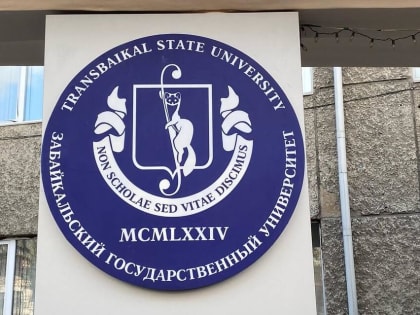 TRANSBAIKAL STATE UNIVERSITY
NON SCHOLAE SED VITAE DISCIMUS
MCMLXXIV
ЗАБАЙКАЛЬСКИЙ ГОСУДАРСТВЕННЫЙ УНИВЕРСИТЕТ